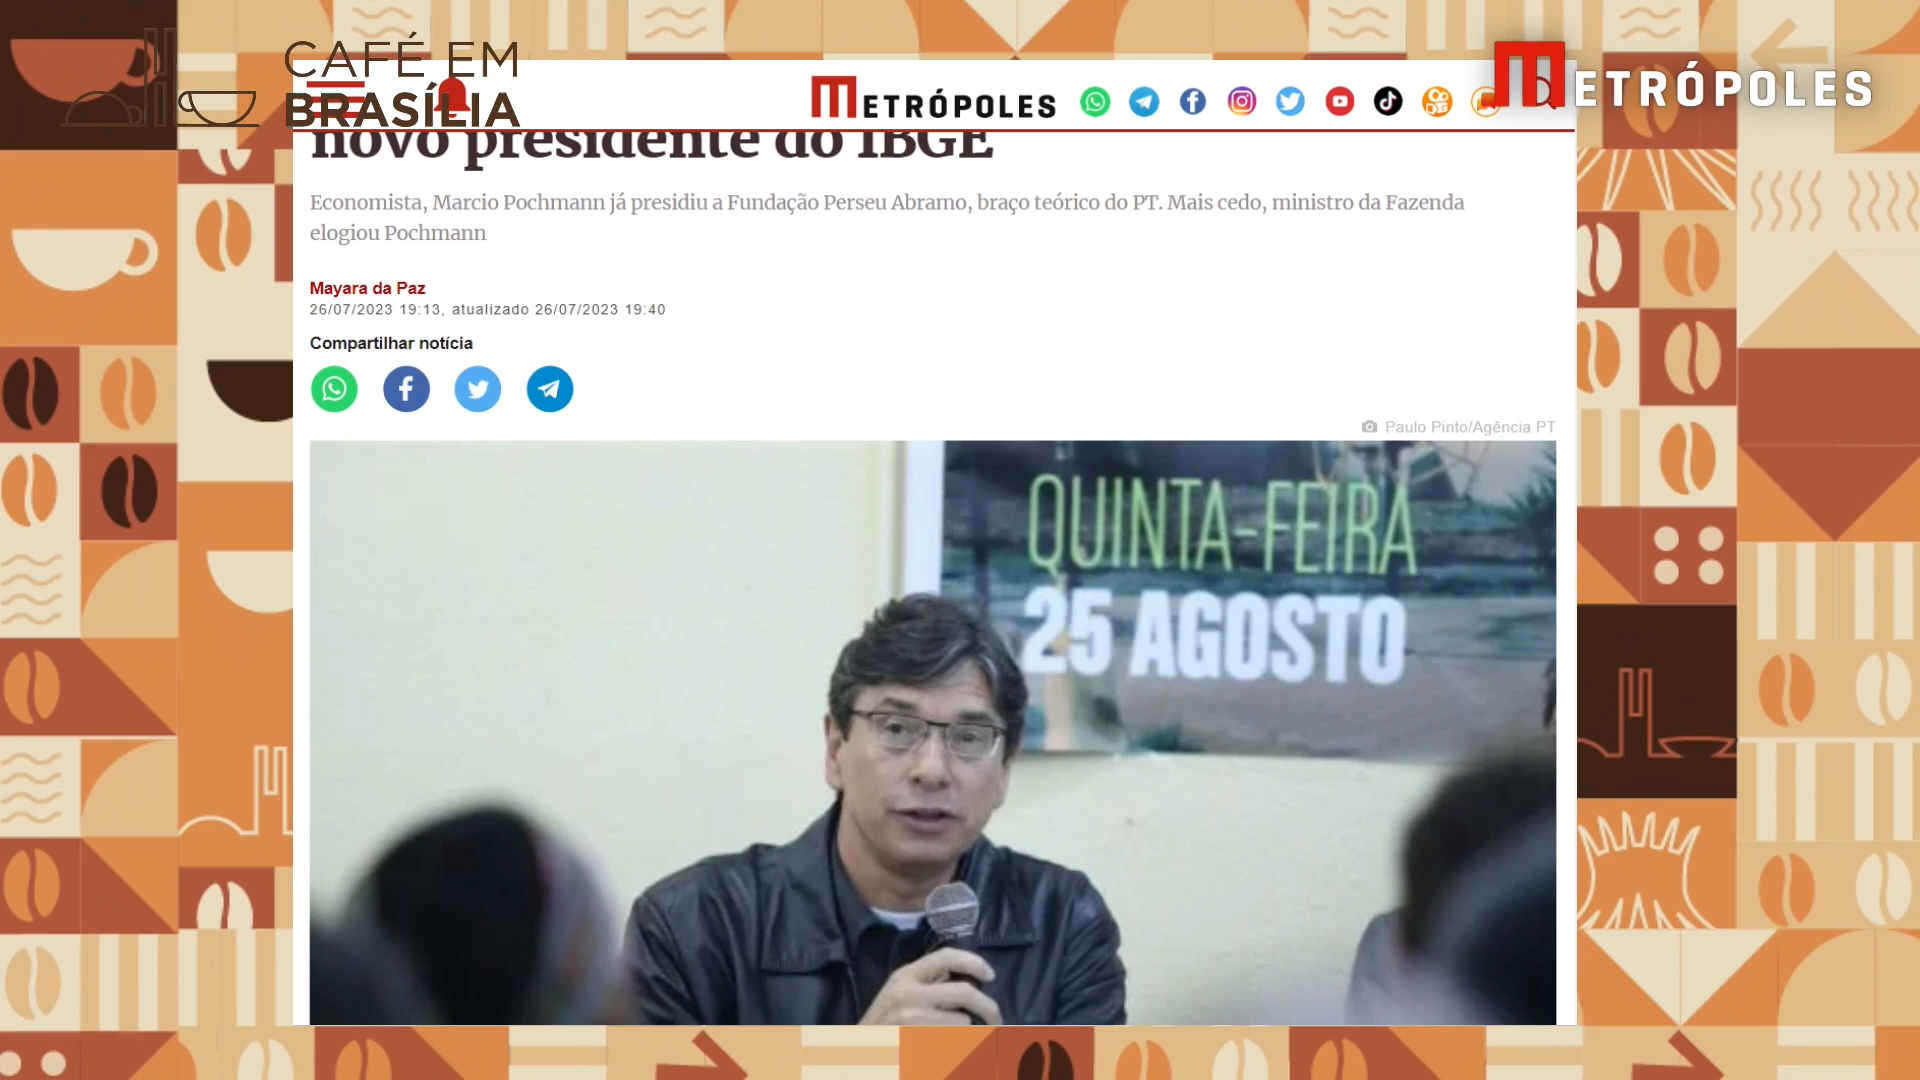 CAFÉ EM
BRASÍLIA
METRÓPOLES
METRÓPOLES
novo presidente do IBGE
Economista, Marcio Pochmann já presidiu a Fundação Perseu Abramo, braço teórico do PT. Mais cedo, ministro da Fazenda
elogiou Pochmann
Mayara da Paz
26/07/2023 19:13, atualizado 26/07/2023 19:40
Compartilhar notícia
Paulo Pinto/Agência PT
QUINTA-FEIRA
25 AGOSTO